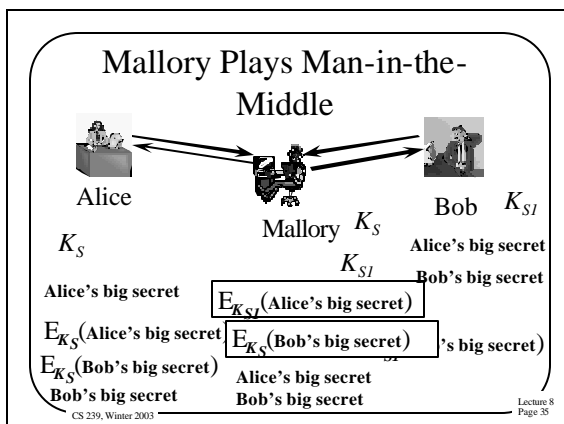 Mallory Plays Man-in-the-
Middle
Alice
Mallory
Bob
K_S
K_S1
K_S
K_S1
Alice's big secret
Bob's big secret
Alice's big secret
E_KS1(Alice's big secret)
E_KS(Alice's big secret)
E_KS(Bob's big secret)
's big secret)
E_KS(Bob's big secret)
Bob's big secret
Alice's big secret
Bob's big secret
CS 239, Winter 2003
Lecture 8
Page 35